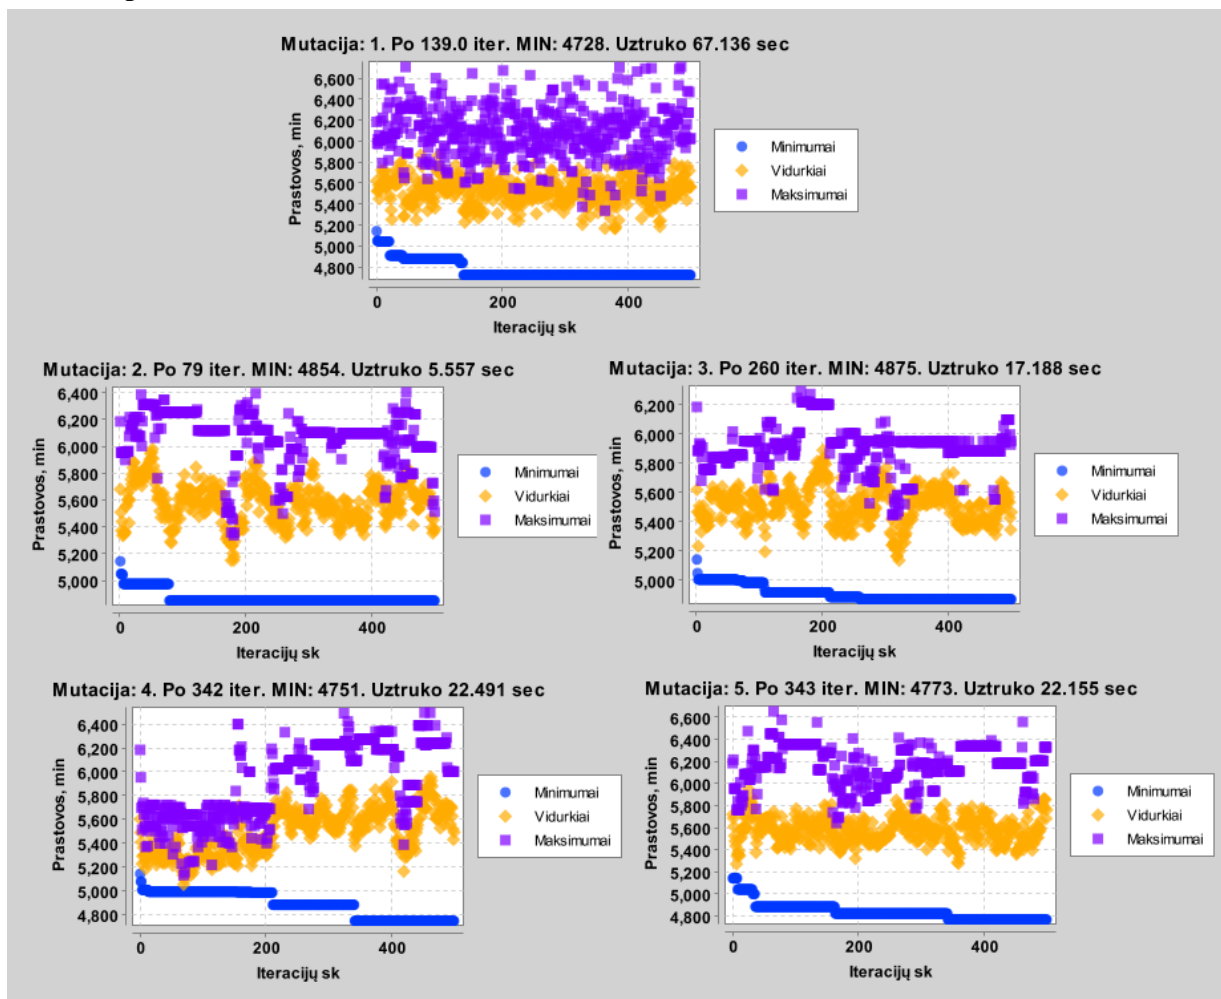 Mutacija: 1. Po 139.0 iter. MIN: 4728. Uztruko 67.136 sec
6,600
6,400
6,200
6,000
5,800
5,600
5,400
5,200
5,000
4,800
Prastovos, min
0 200 400
Iteracijų sk
Minimumai
Vidurkiai
Maksimumai
Mutacija: 2. Po 79 iter. MIN: 4854. Uztruko 5.557 sec
6,400
6,200
6,000
5,800
5,600
5,400
5,200
5,000
Prastovos, min
0 200 400
Iteracijų sk
Minimumai
Vidurkiai
Maksimumai
Mutacija: 3. Po 260 iter. MIN: 4875. Uztruko 17.188 sec
6,200
6,000
5,800
5,600
5,400
5,200
5,000
Prastovos, min
0 200 400
Iteracijų sk
Minimumai
Vidurkiai
Maksimumai
Mutacija: 4. Po 342 iter. MIN: 4751. Uztruko 22.491 sec
6,400
6,200
6,000
5,800
5,600
5,400
5,200
5,000
4,800
Prastovos, min
0 200 400
Iteracijų sk
Minimumai
Vidurkiai
Maksimumai
Mutacija: 5. Po 343 iter. MIN: 4773. Uztruko 22.155 sec
6,600
6,400
6,200
6,000
5,800
5,600
5,400
5,200
5,000
4,800
Prastovos, min
0 200 400
Iteracijų sk
Minimumai
Vidurkiai
Maksimumai